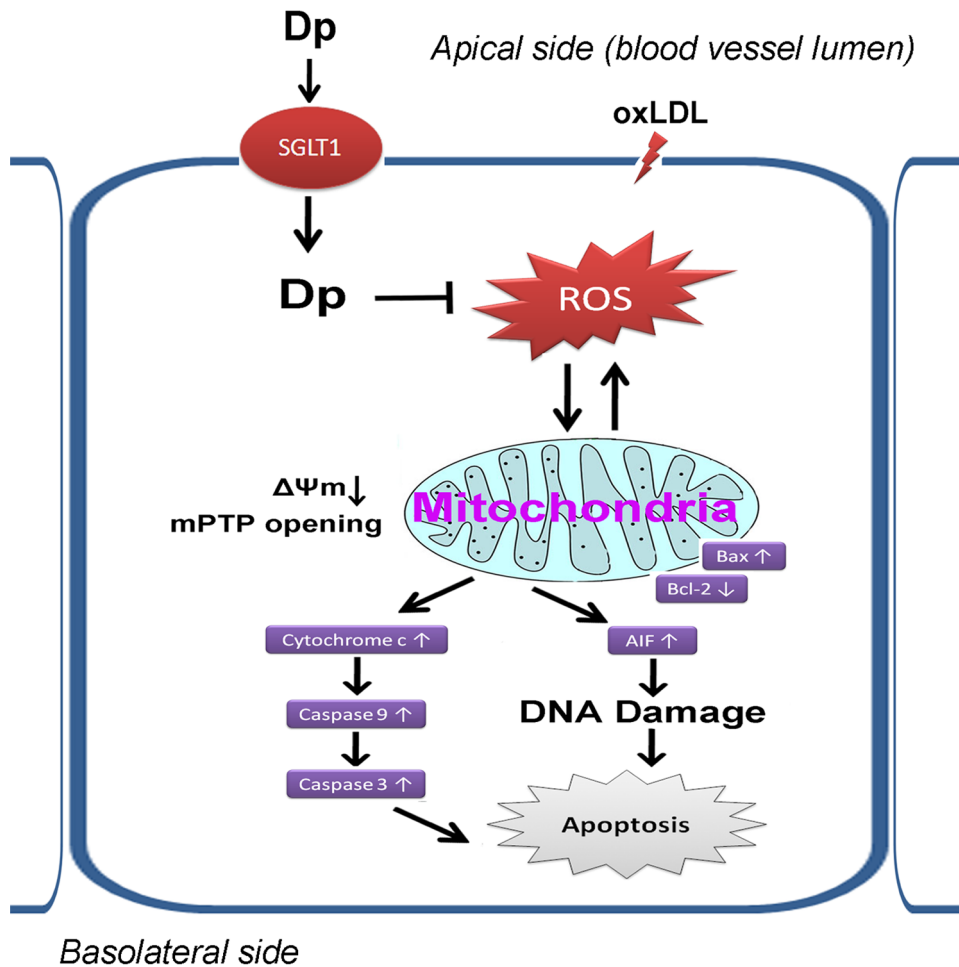 Dp
Apical side (blood vessel lumen)
oxLDL
SGLT1
Dp
ROS
ΔΨm↓
mPTP opening
Mitochondria
Bax ↑
Bcl-2 ↓
Cytochrome c ↑
AIF ↑
Caspase 9 ↑
DNA Damage
Caspase 3 ↑
Apoptosis
Basolateral side